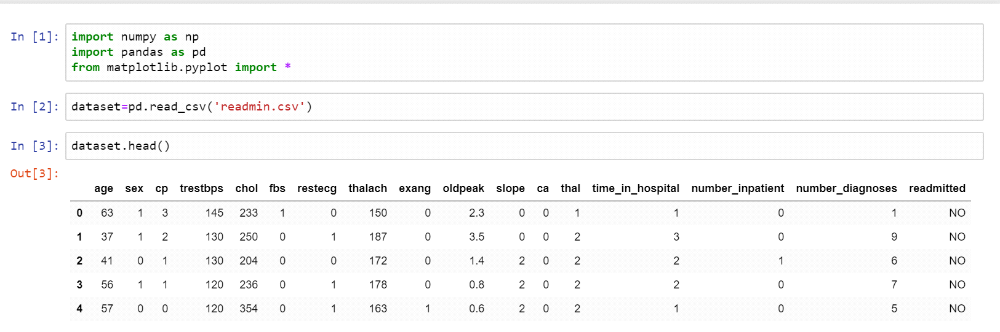 In [1]: import numpy as np
import pandas as pd
from matplotlib.pyplot import *
In [2]: dataset=pd.read_csv('readmin.csv')
In [3]: dataset.head()
Out[3]:
age sex cp trestbps chol fbs restecg thalach exang oldpeak slope ca thal time_in_hospital number_inpatient number_diagnoses readmitted
0 63 1 3 145 233 1 0 150 0 2.3 0 0 1 1 0 1 NO
1 37 1 2 130 250 0 1 187 0 3.5 0 0 2 3 0 9 NO
2 41 0 1 130 204 0 0 172 0 1.4 2 0 2 2 1 6 NO
3 56 1 1 120 236 0 1 178 0 0.8 2 0 2 2 0 7 NO
4 57 0 0 120 354 0 1 163 1 0.6 2 0 2 1 0 5 NO